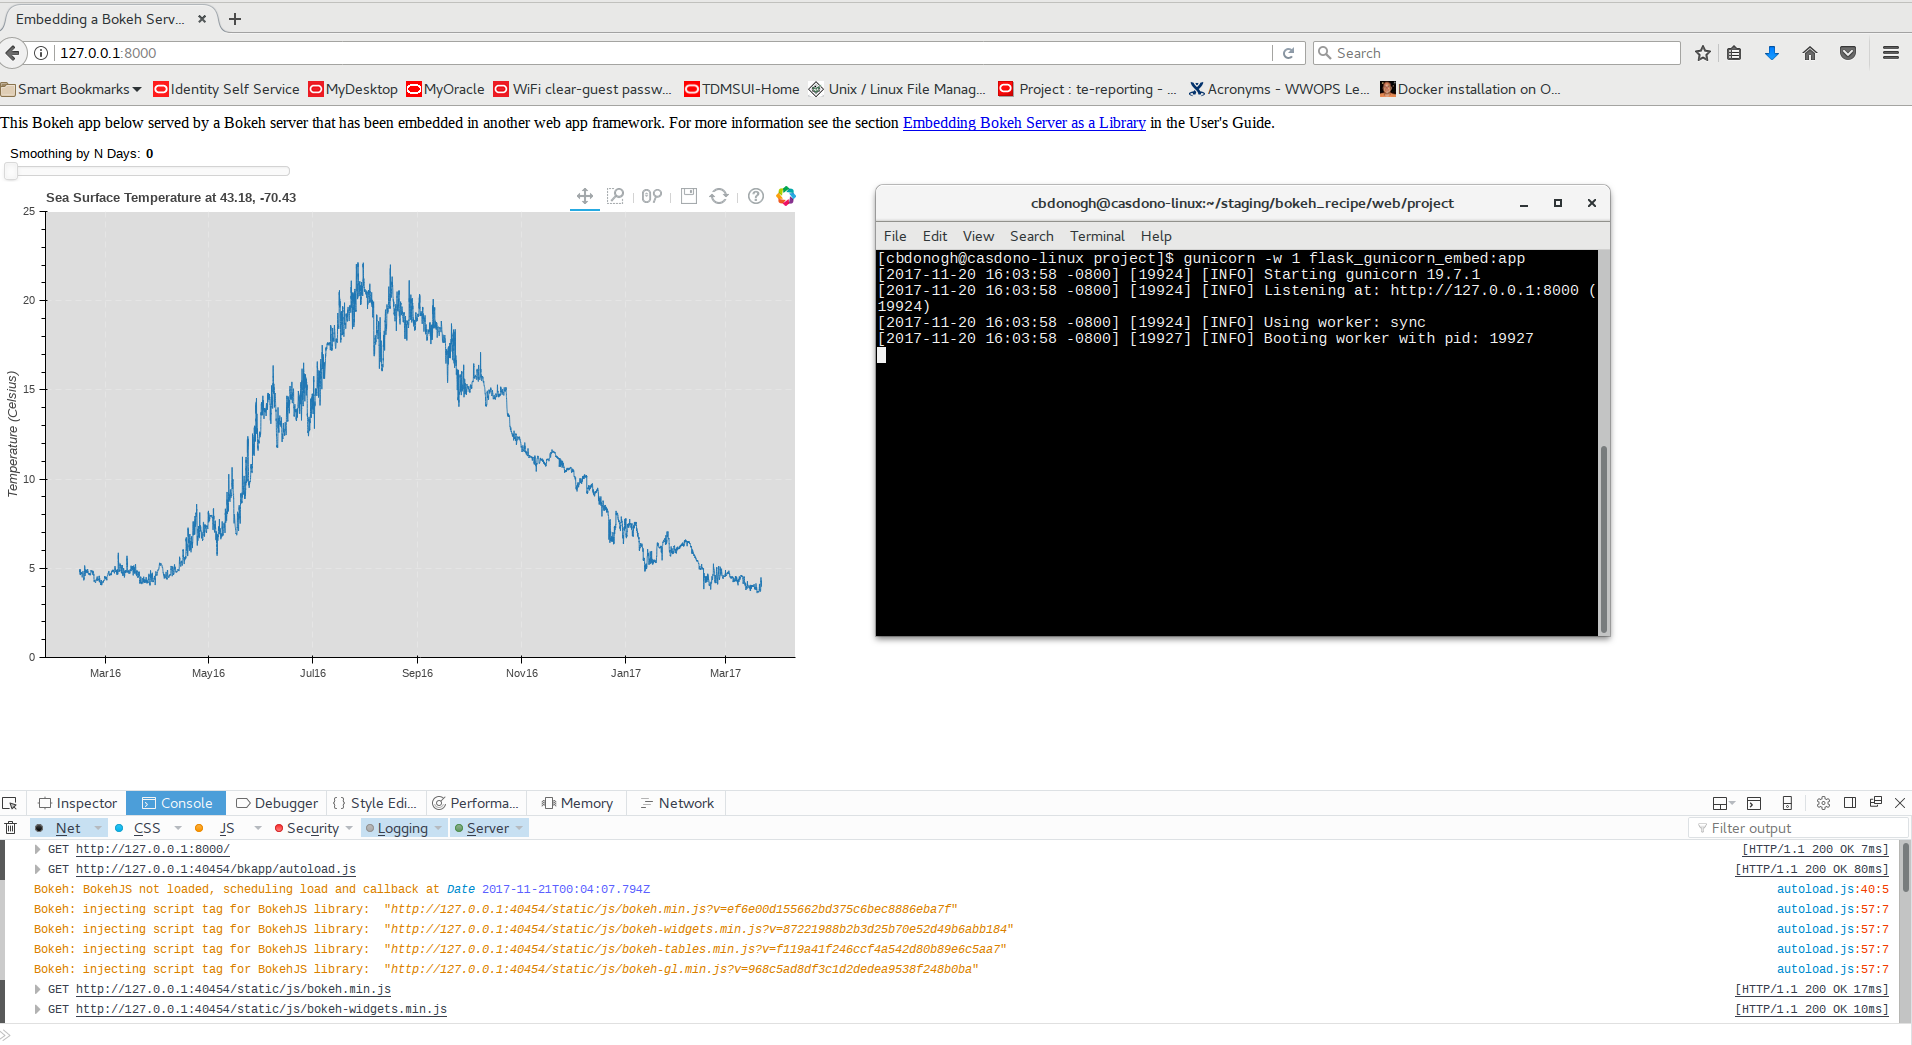 Embedding a Bokeh Serv...
127.0.0.1:8000
Search
Smart Bookmarks
Identity Self Service
MyDesktop
MyOracle
WiFi clear-guest passw...
TDMSUI-Home
Unix / Linux File Manag...
Project : te-reporting - ...
Acronyms - WWOPS Le...
Docker installation on O...
This Bokeh app below served by a Bokeh server that has been embedded in another web app framework. For more information see the section Embedding Bokeh Server as a Library in the User's Guide.
Smoothing by N Days: 0
Sea Surface Temperature at 43.18, -70.43
25
20
15
10
5
0
Temperature (Celsius)
Mar16
May16
Jul16
Sep16
Nov16
Jan17
Mar17
cbdonogh@casdono-linux:~/staging/bokeh_recipe/web/project
File Edit View Search Terminal Help
[cbdonogh@casdono-linux project]$ gunicorn -w 1 flask_gunicorn_embed:app
[2017-11-20 16:03:58 -0800] [19924] [INFO] Starting gunicorn 19.7.1
[2017-11-20 16:03:58 -0800] [19924] [INFO] Listening at: http://127.0.0.1:8000 (
19924)
[2017-11-20 16:03:58 -0800] [19924] [INFO] Using worker: sync
[2017-11-20 16:03:58 -0800] [19927] [INFO] Booting worker with pid: 19927
Inspector Console Debugger Style Edi... Performa... Memory Network
Net CSS JS Security Logging Server Filter output
GET http://127.0.0.1:8000/ [HTTP/1.1 200 OK 7ms]
GET http://127.0.0.1:40454/bkapp/autoload.js [HTTP/1.1 200 OK 80ms]
Bokeh: BokehJS not loaded, scheduling load and callback at Date 2017-11-21T00:04:07.794Z autoload.js:40:5
Bokeh: injecting script tag for BokehJS library: "http://127.0.0.1:40454/static/js/bokeh.min.js?v=ef6e00d155662bd375c6bec8886eba7f" autoload.js:57:7
Bokeh: injecting script tag for BokehJS library: "http://127.0.0.1:40454/static/js/bokeh-widgets.min.js?v=87221988b2b3d25b70e52d49b6abb184" autoload.js:57:7
Bokeh: injecting script tag for BokehJS library: "http://127.0.0.1:40454/static/js/bokeh-tables.min.js?v=f119a41f246ccf4a542d80b89e6c5aa7" autoload.js:57:7
Bokeh: injecting script tag for BokehJS library: "http://127.0.0.1:40454/static/js/bokeh-gl.min.js?v=968c5ad8df3c1d2dedea9538f248b0ba" autoload.js:57:7
GET http://127.0.0.1:40454/static/js/bokeh.min.js [HTTP/1.1 200 OK 17ms]
GET http://127.0.0.1:40454/static/js/bokeh-widgets.min.js [HTTP/1.1 200 OK 10ms]